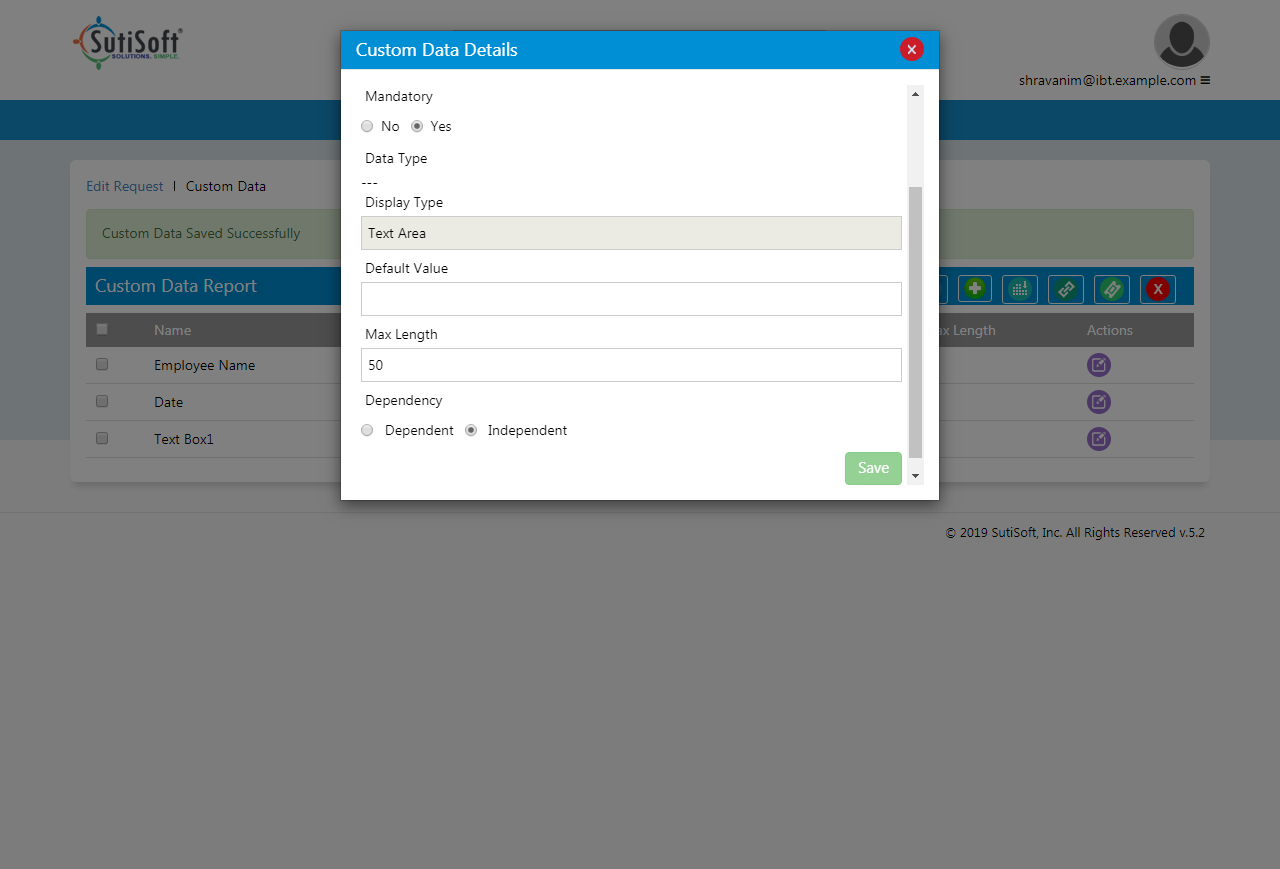 SutiSoft®
SOLUTIONS. SIMPLE.
shravanim@ibt.example.com
Custom Data Details
X
Mandatory
No Yes
Data Type
---
Display Type
Text Area
Default Value
Max Length
50
Dependency
Dependent Independent
Save
Edit Request | Custom Data
Custom Data Saved Successfully
Custom Data Report
X
Name Length Actions
Employee Name
Date
Text Box1
© 2019 SutiSoft, Inc. All Rights Reserved v.5.2